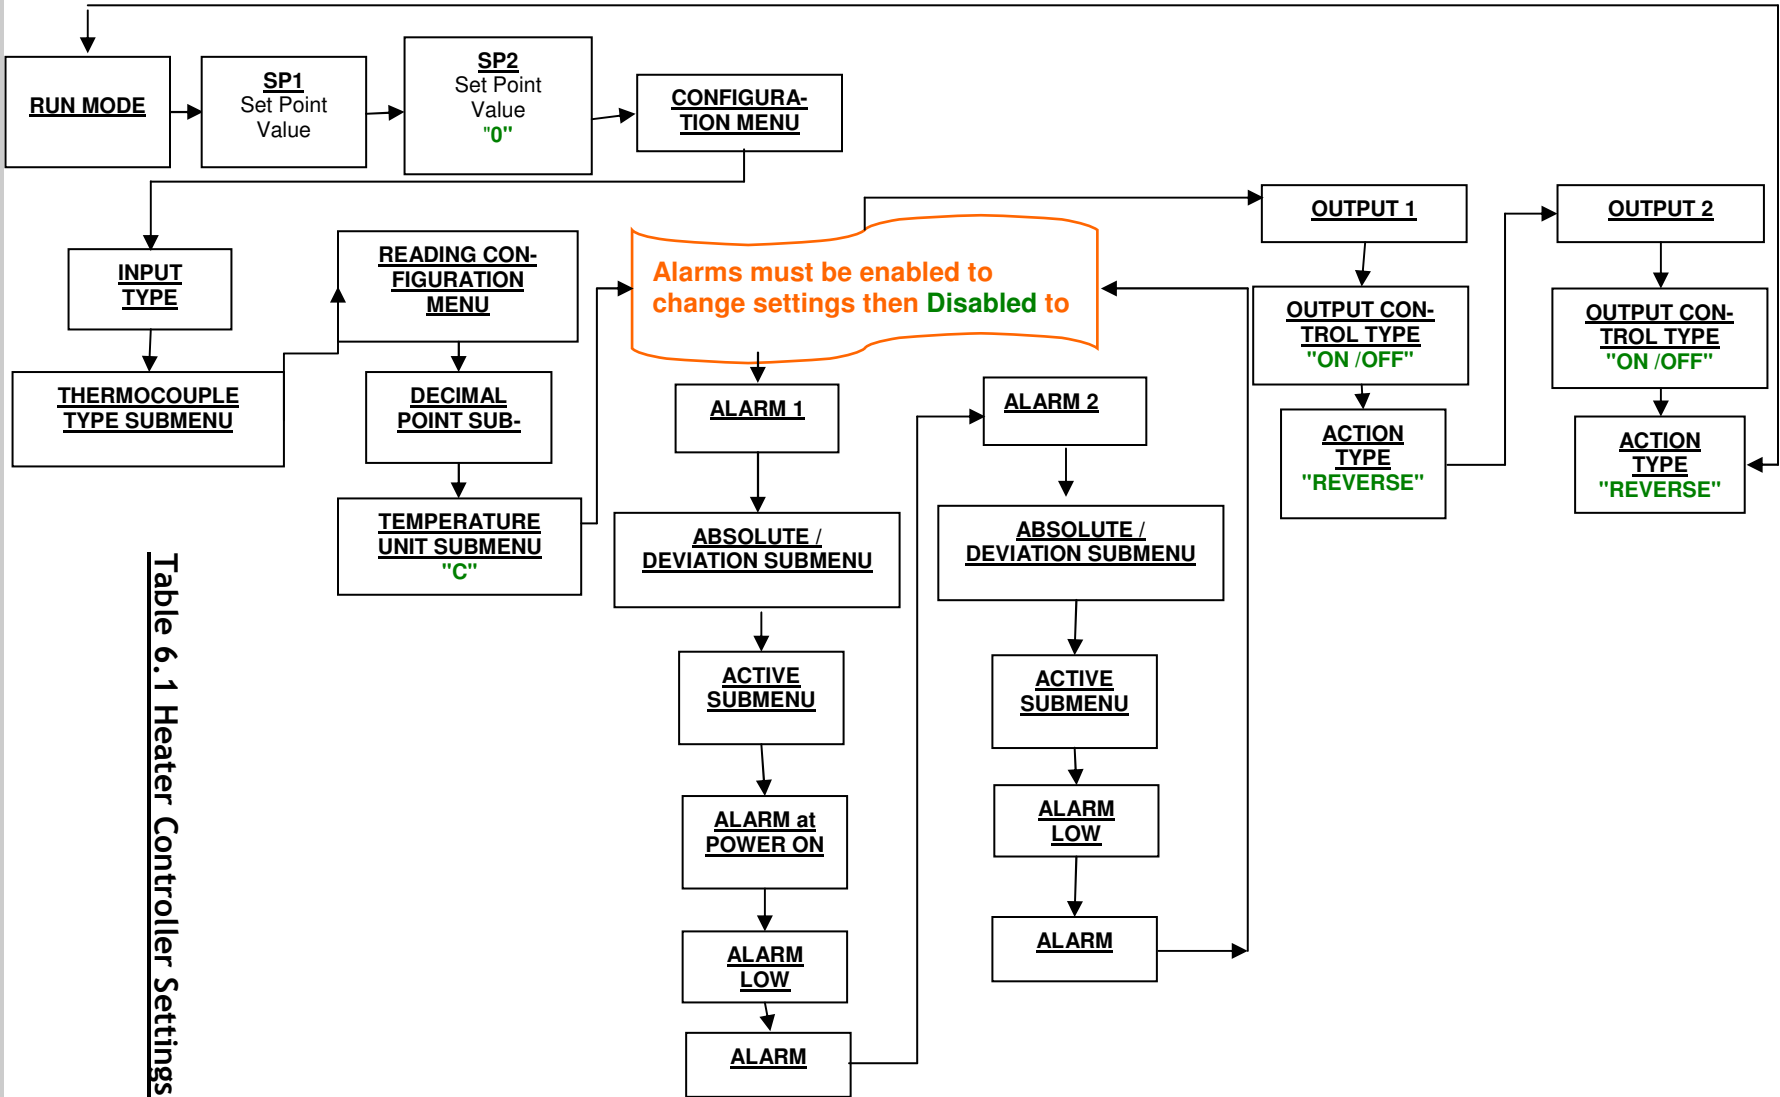 RUN MODE
SP1
Set Point
Value
SP2
Set Point
Value
"0"
CONFIGURA-
TION MENU
INPUT
TYPE
THERMOCOUPLE
TYPE SUBMENU
READING CON-
FIGURATION
MENU
DECIMAL
POINT SUB-
TEMPERATURE
UNIT SUBMENU
"C"
Alarms must be enabled to
change settings then Disabled to
ALARM 1
ABSOLUTE /
DEVIATION SUBMENU
ACTIVE
SUBMENU
ALARM at
POWER ON
ALARM
LOW
ALARM
ALARM 2
ABSOLUTE /
DEVIATION SUBMENU
ACTIVE
SUBMENU
ALARM
LOW
ALARM
OUTPUT 1
OUTPUT CON-
TROL TYPE
"ON /OFF"
ACTION
TYPE
"REVERSE"
OUTPUT 2
OUTPUT CON-
TROL TYPE
"ON /OFF"
ACTION
TYPE
"REVERSE"
Table 6.1 Heater Controller Settings